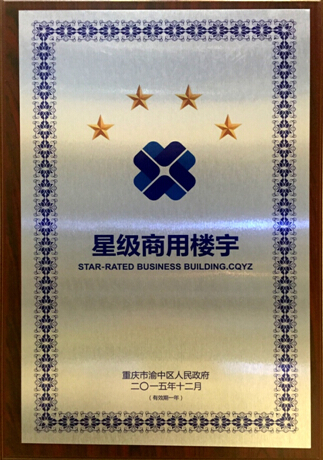 星级商用楼宇
STAR-RATED BUSINESS BUILDING.CQYZ
重庆市渝中区人民政府
二〇一五年十二月
(有效期一年)